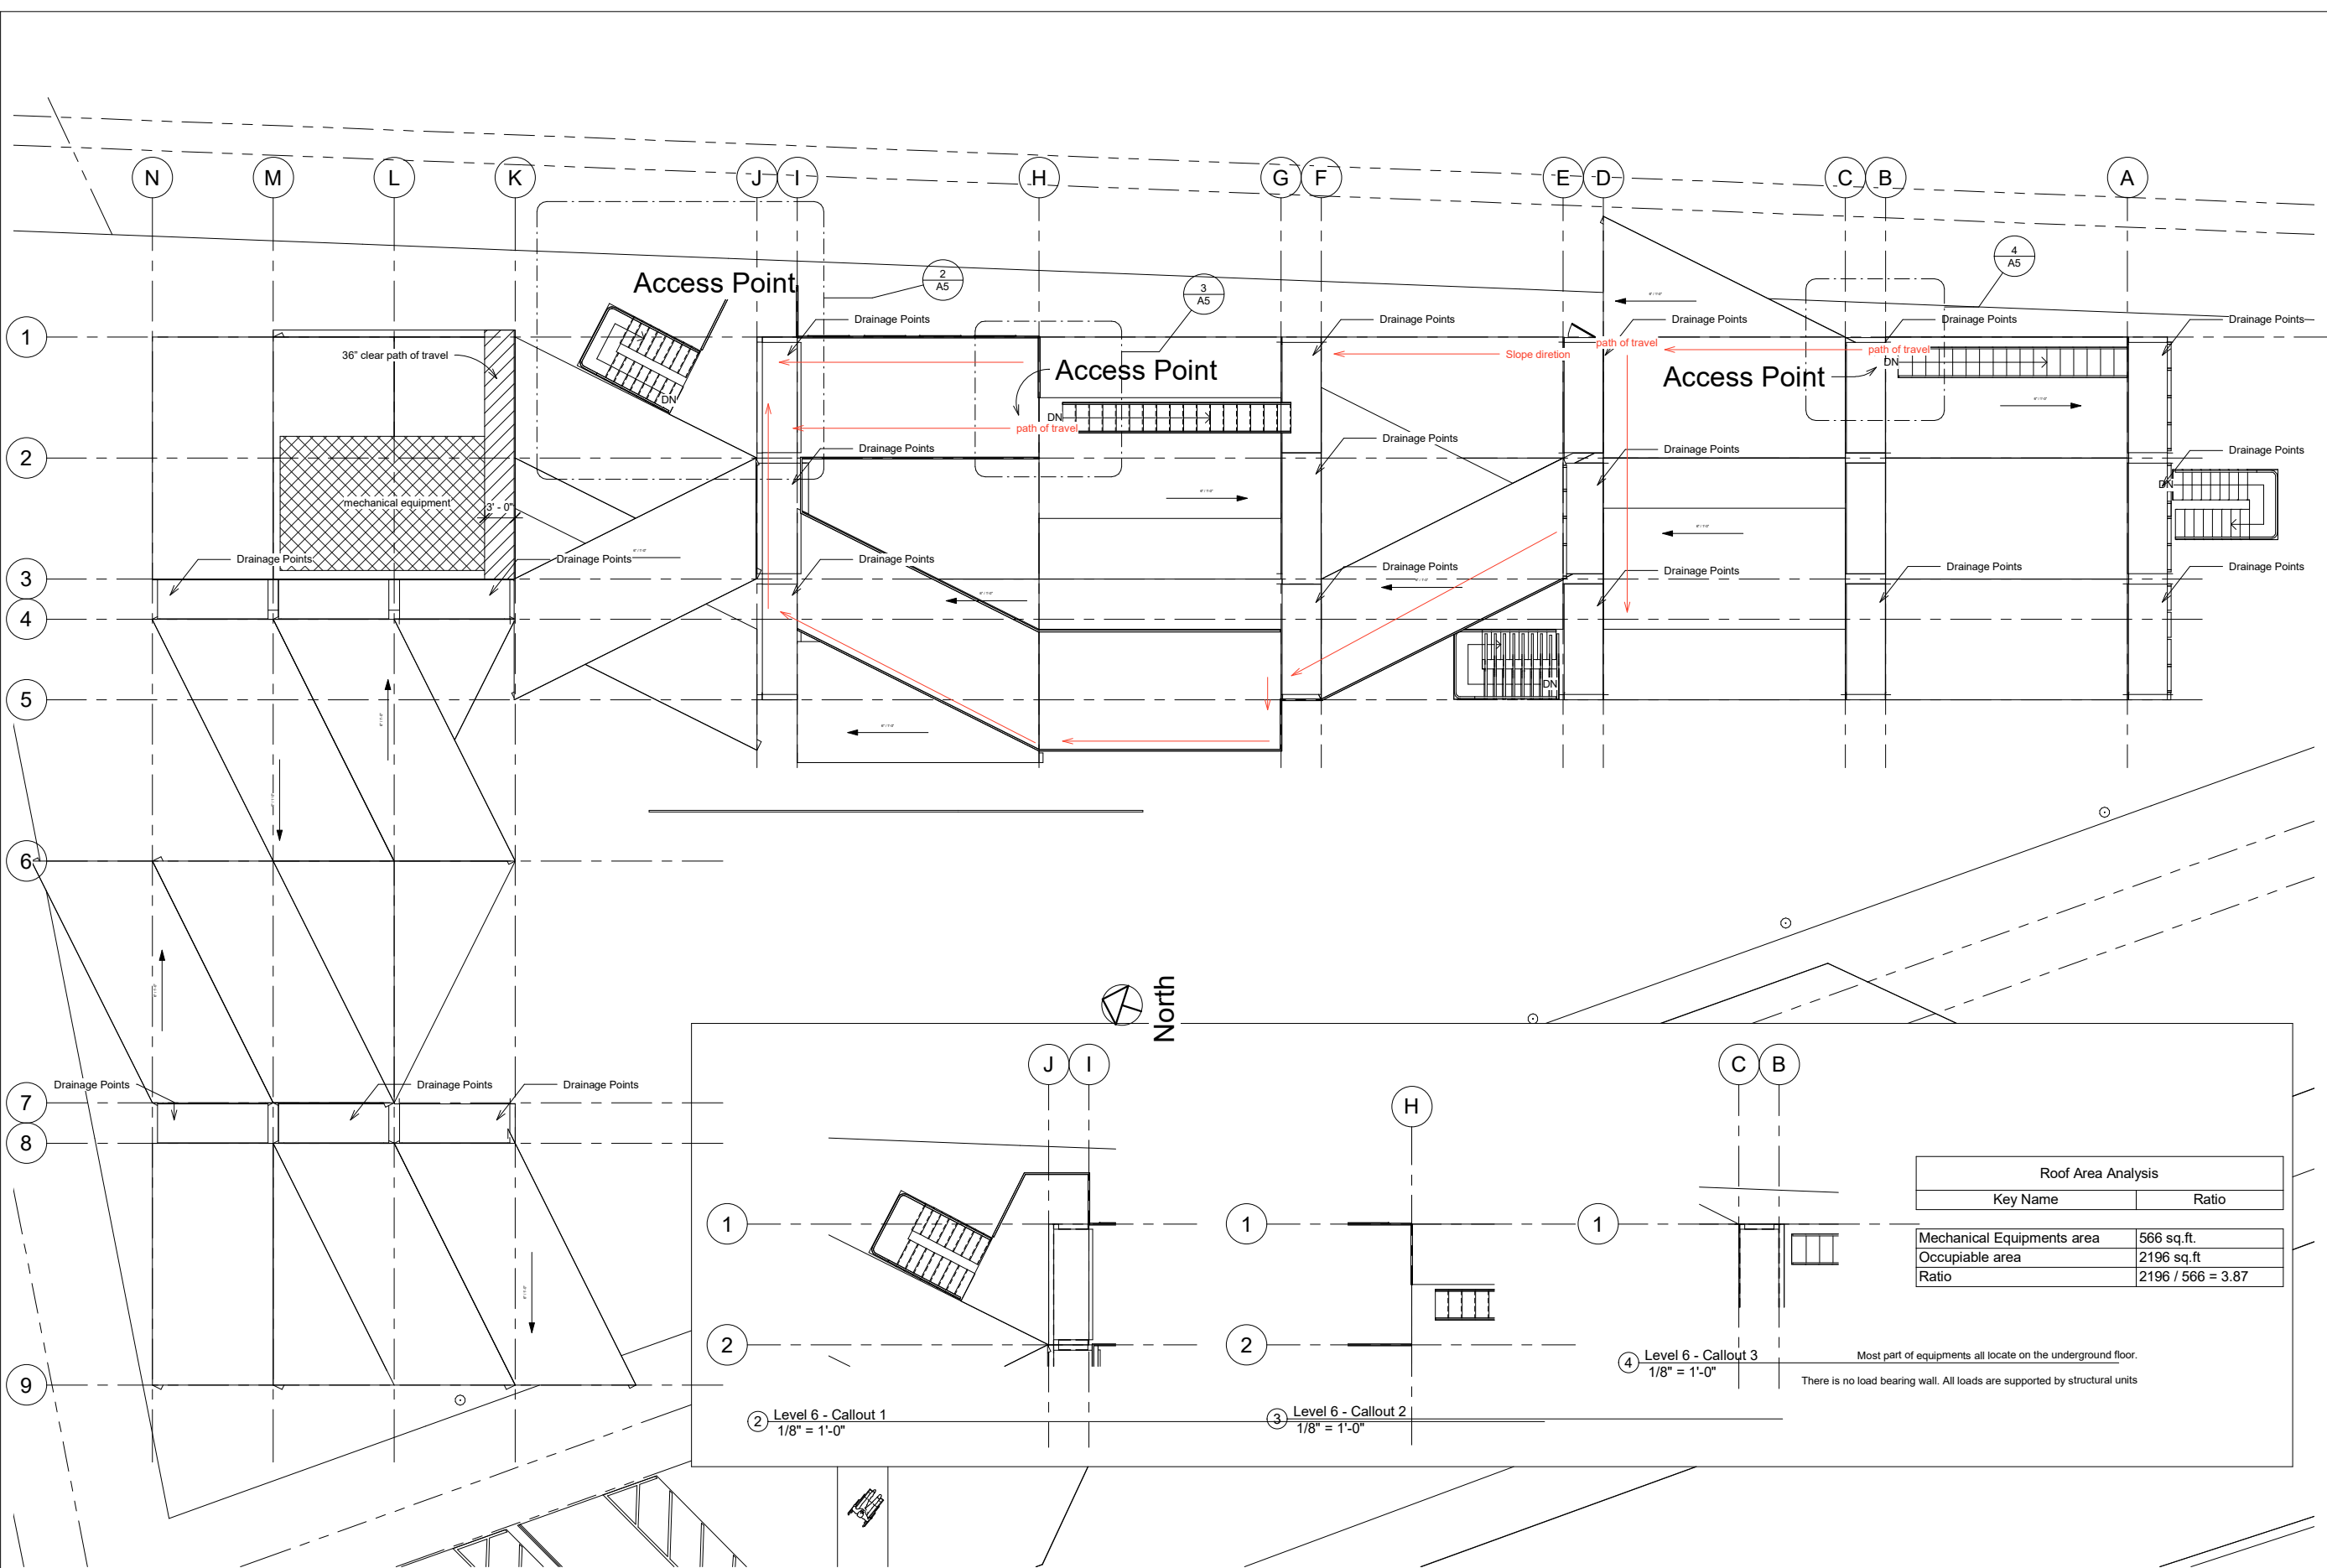 N
M
L
K
J
I
H
G
F
E
D
C
B
A
Access Point
2
A5
3
A5
4
A5
1
36" clear path of travel
Drainage Points
Drainage Points
Drainage Points
Drainage Points
Drainage Points
path of travel
path of travel
Slope diretion
Access Point
Access Point
DN
DN
DN
path of travel
2
Drainage Points
Drainage Points
Drainage Points
Drainage Points
DN
mechanical equipment
3' - 0"
3
Drainage Points
Drainage Points
Drainage Points
Drainage Points
Drainage Points
Drainage Points
Drainage Points
4
5
DN
6
North
7
Drainage Points
Drainage Points
Drainage Points
8
9
J
I
H
C
B
1
2
1
2
1
Roof Area Analysis
Key Name
Ratio
Mechanical Equipments area
566 sq.ft.
Occupiable area
2196 sq.ft
Ratio
2196 / 566 = 3.87
2
Level 6 - Callout 1
1/8" = 1'-0"
3
Level 6 - Callout 2
1/8" = 1'-0"
4
Level 6 - Callout 3
1/8" = 1'-0"
Most part of equipments all locate on the underground floor.
There is no load bearing wall. All loads are supported by structural units